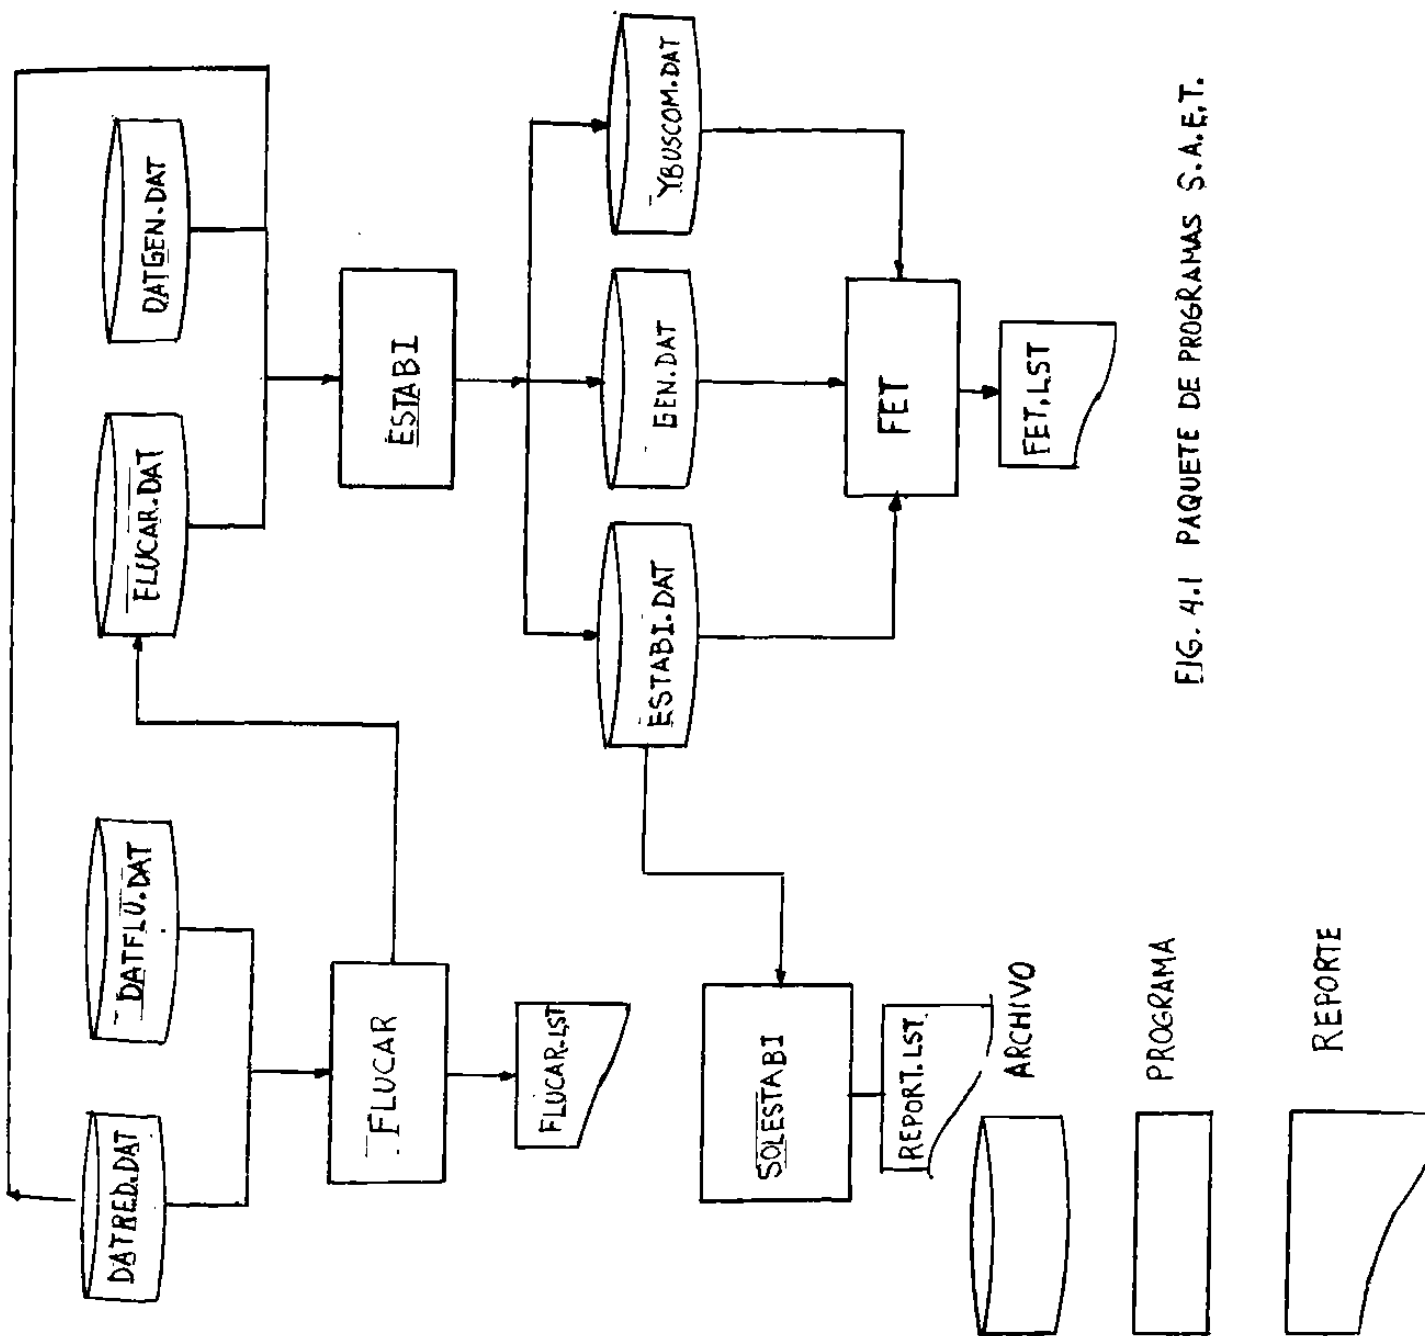 DATRED.DAT
DATFLU.DAT
FLUCAR.DAT
DATGEN.DAT
FLUCAR
ESTABI
FLUCAR.LST
ESTABI.DAT
GEN.DAT
YBUSCOM.DAT
SOLESTABI
FET
REPORT.LST
FET.LST
ARCHIVO
PROGRAMA
REPORTE
FIG. 4.1 PAQUETE DE PROGRAMAS S.A.E.T.